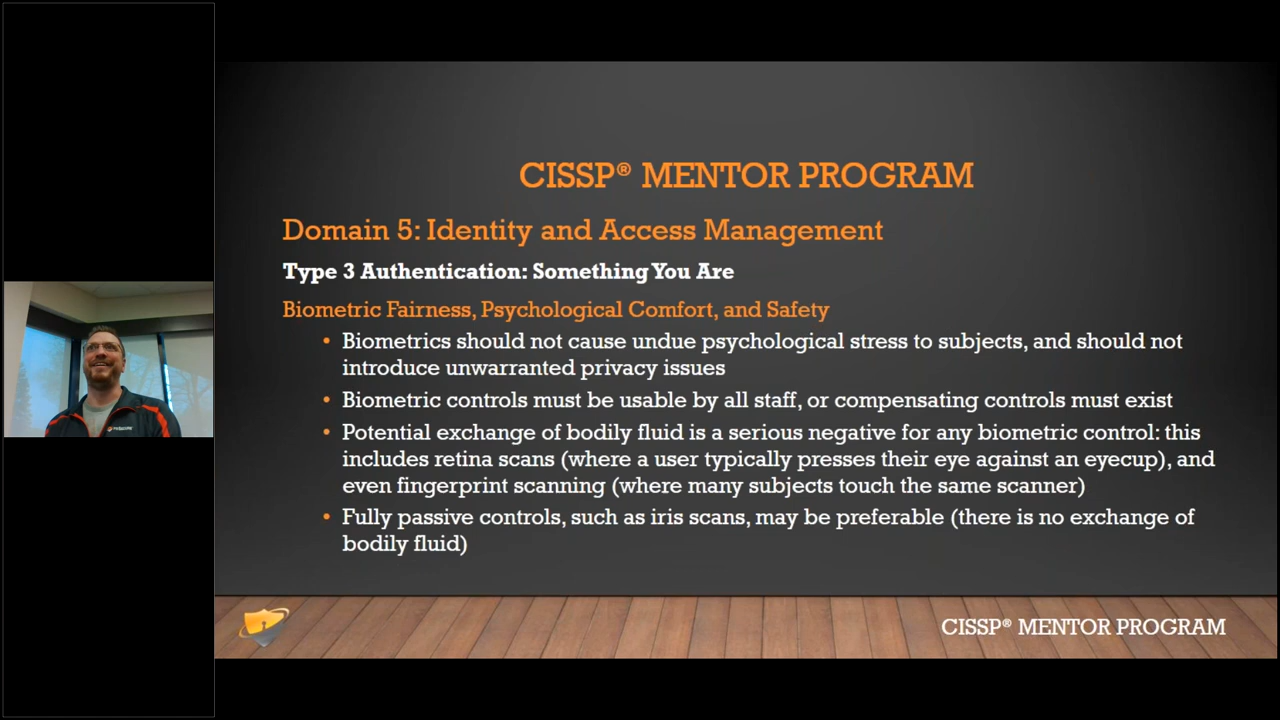 CISSP® MENTOR PROGRAM
Domain 5: Identity and Access Management
Type 3 Authentication: Something You Are
Biometric Fairness, Psychological Comfort, and Safety
• Biometrics should not cause undue psychological stress to subjects, and should not
introduce unwarranted privacy issues
• Biometric controls must be usable by all staff, or compensating controls must exist
• Potential exchange of bodily fluid is a serious negative for any biometric control: this
includes retina scans (where a user typically presses their eye against an eyecup), and
even fingerprint scanning (where many subjects touch the same scanner)
• Fully passive controls, such as iris scans, may be preferable (there is no exchange of
bodily fluid)
CISSP® MENTOR PROGRAM